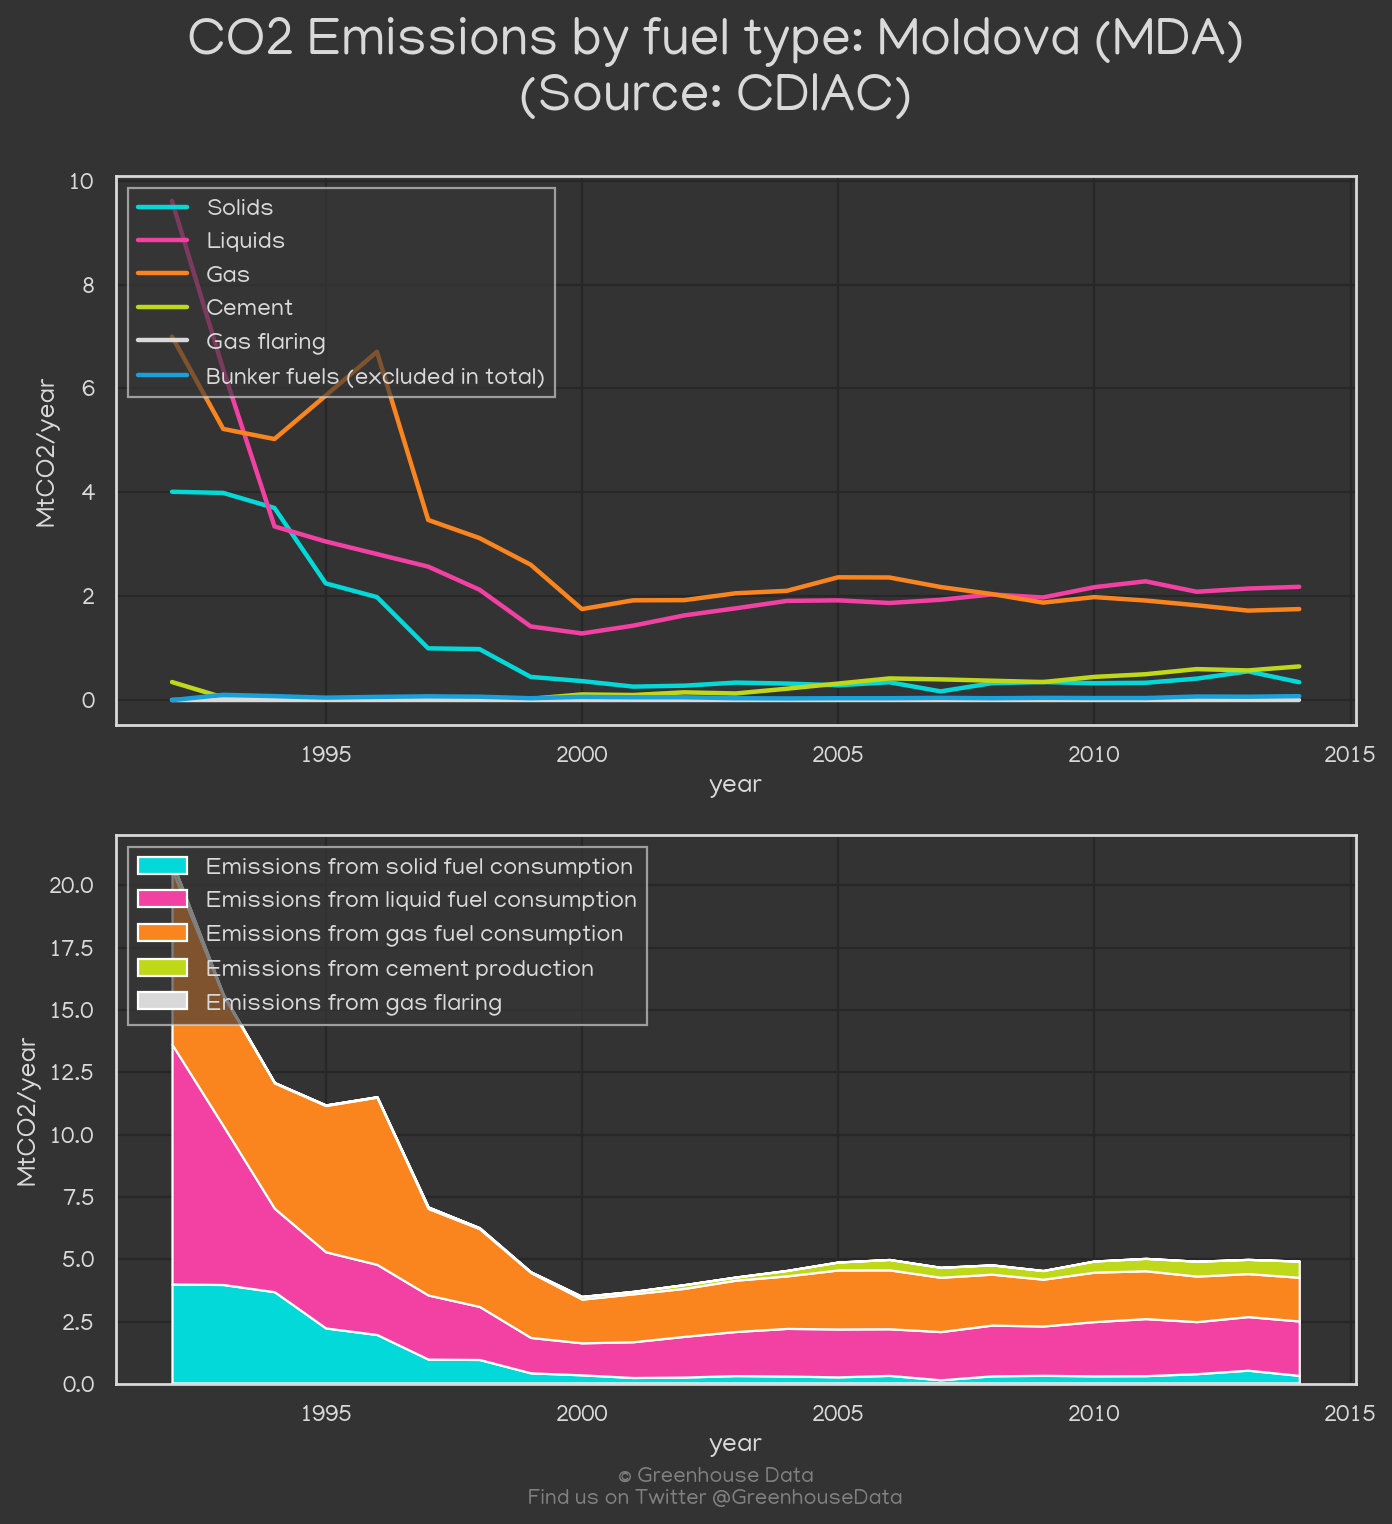 CO2 Emissions by fuel type: Moldova (MDA)
(Source: CDIAC)
10
8
6
4
2
0
MtCO2/year
Solids
Liquids
Gas
Cement
Gas flaring
Bunker fuels (excluded in total)
1995 2000 2005 2010 2015
year
20.0
17.5
15.0
12.5
10.0
7.5
5.0
2.5
0.0
MtCO2/year
Emissions from solid fuel consumption
Emissions from liquid fuel consumption
Emissions from gas fuel consumption
Emissions from cement production
Emissions from gas flaring
1995 2000 2005 2010 2015
year
© Greenhouse Data
Find us on Twitter @GreenhouseData